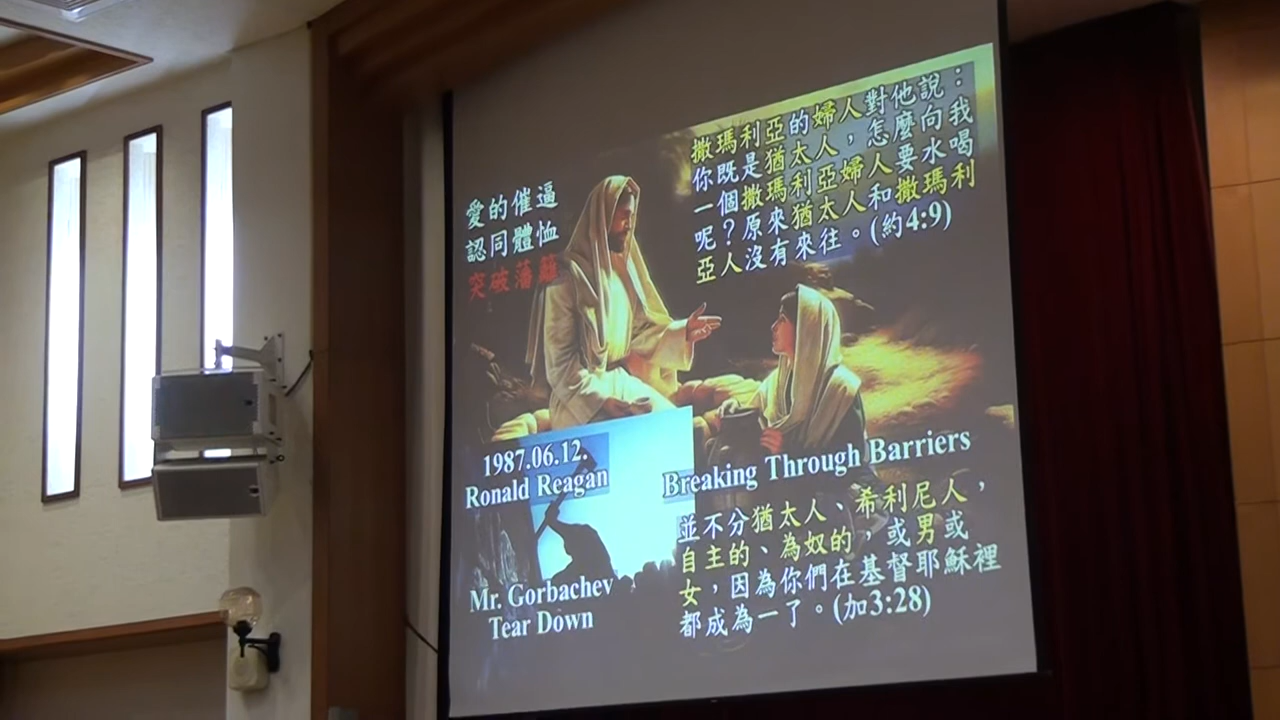 愛的催逼
認同體恤
突破藩籬
撒瑪利亞的婦人對他說：
你既是猶太人，怎麼向我
一個撒瑪利亞婦人要水喝
呢？原來猶太人和撒瑪利
亞人沒有來往。(約4:9)
1987.06.12.
Ronald Reagan
Mr. Gorbachev
Tear Down
Breaking Through Barriers
並不分猶太人、希利尼人，
自主的、為奴的，或男或
女，因為你們在基督耶穌裡
都成為一了。(加3:28)